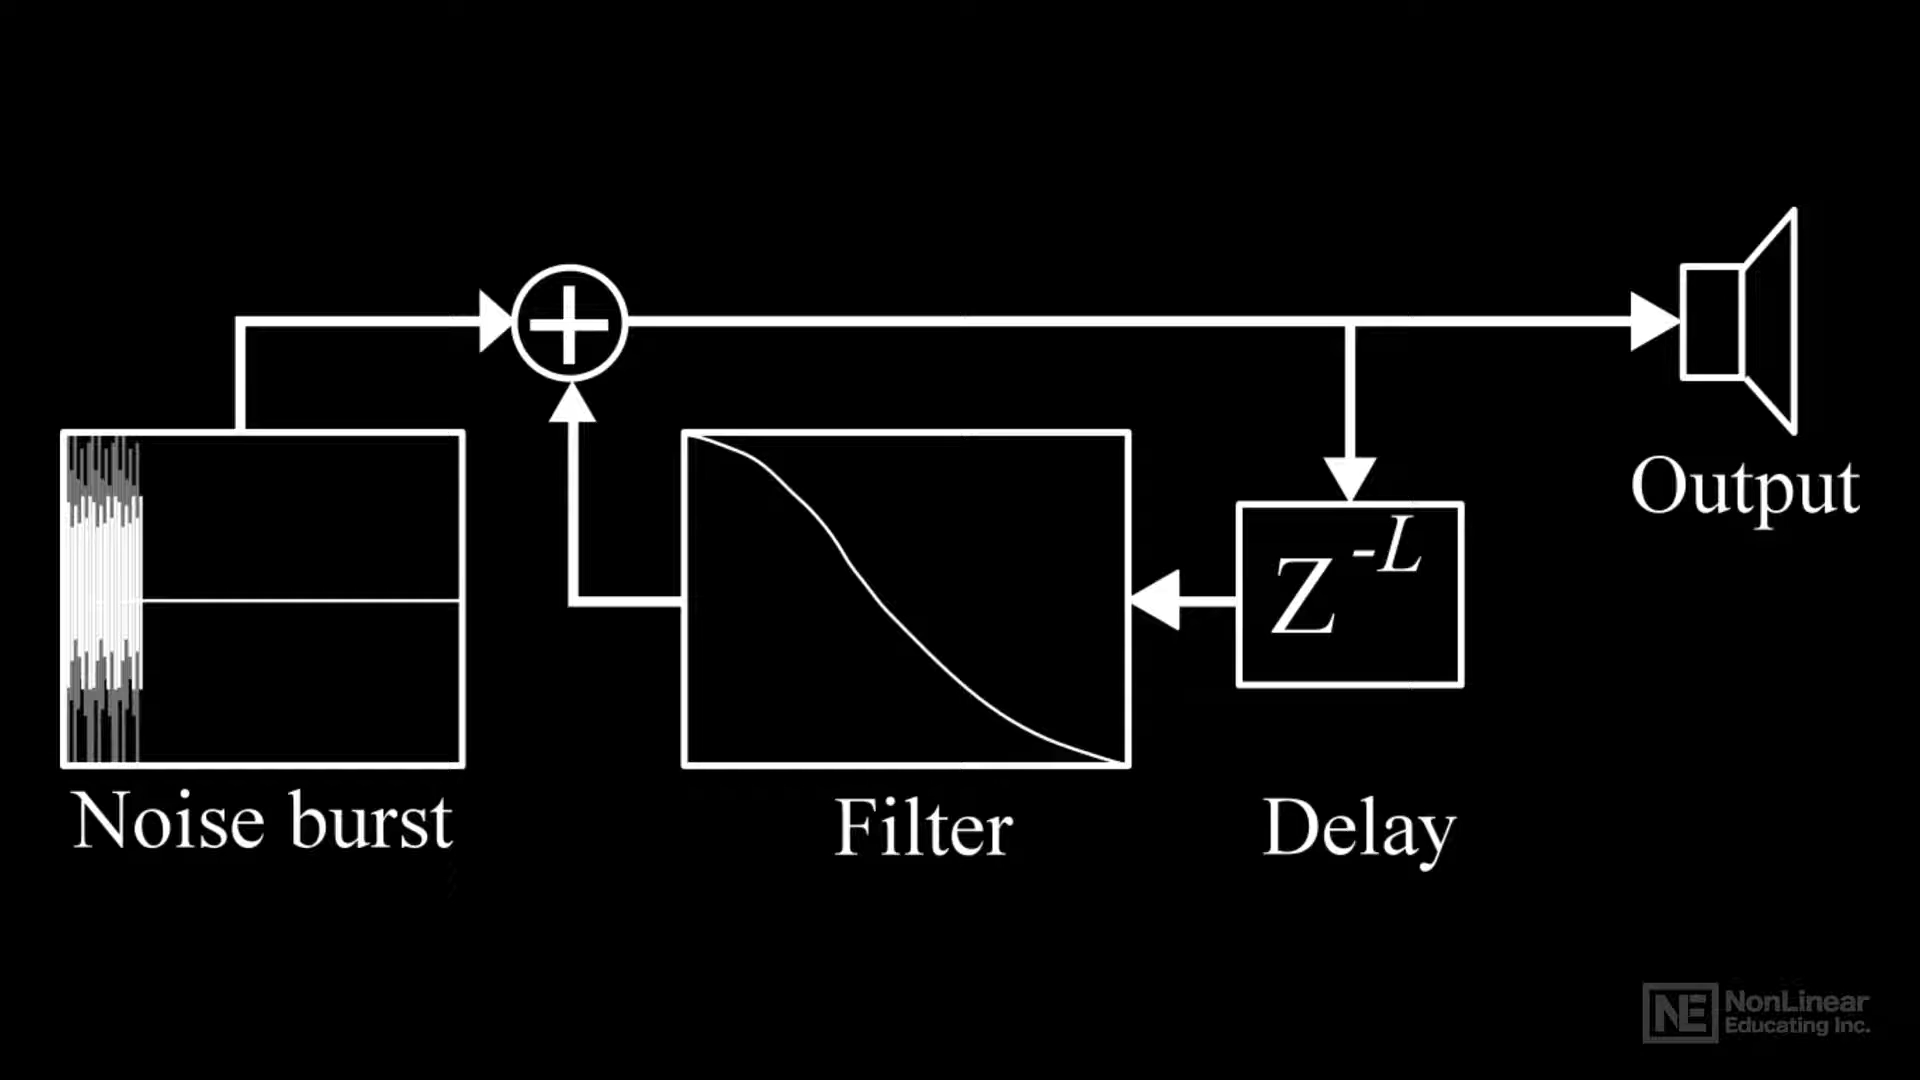 +
Output
Z^-L
Noise burst
Filter
Delay
NE NonLinear
Educating Inc.